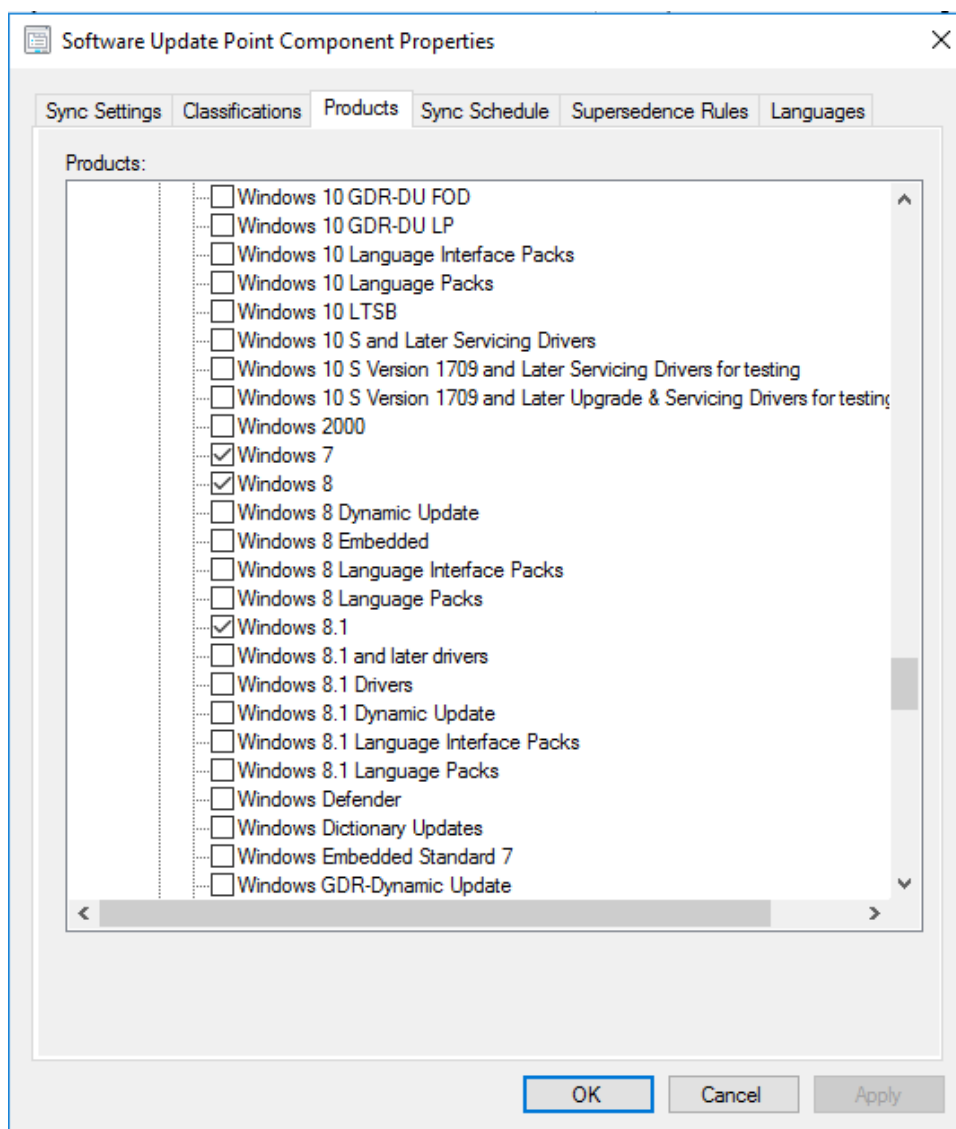 Software Update Point Component Properties
Sync Settings Classifications Products Sync Schedule Supersedence Rules Languages
Products:
Windows 10 GDR-DU FOD
Windows 10 GDR-DU LP
Windows 10 Language Interface Packs
Windows 10 Language Packs
Windows 10 LTSB
Windows 10 S and Later Servicing Drivers
Windows 10 S Version 1709 and Later Servicing Drivers for testing
Windows 10 S Version 1709 and Later Upgrade & Servicing Drivers for testing
Windows 2000
Windows 7
Windows 8
Windows 8 Dynamic Update
Windows 8 Embedded
Windows 8 Language Interface Packs
Windows 8 Language Packs
Windows 8.1
Windows 8.1 and later drivers
Windows 8.1 Drivers
Windows 8.1 Dynamic Update
Windows 8.1 Language Interface Packs
Windows 8.1 Language Packs
Windows Defender
Windows Dictionary Updates
Windows Embedded Standard 7
Windows GDR-Dynamic Update
OK Cancel Apply